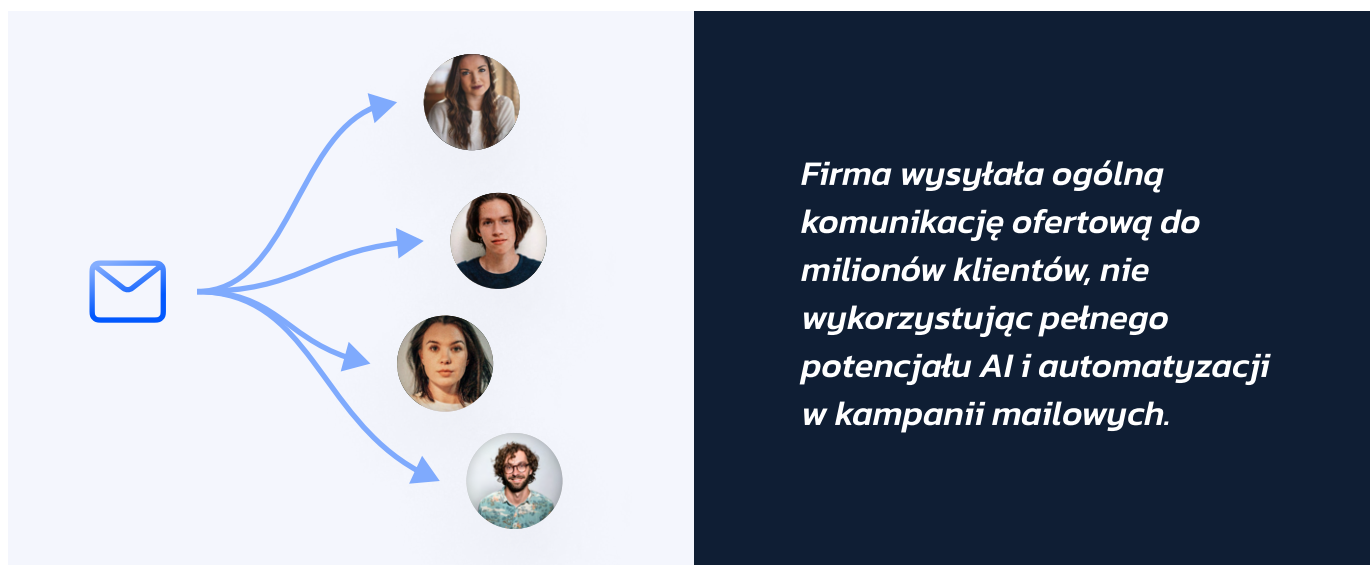 Firma wysyłała ogólną
komunikację ofertową do
milionów klientów, nie
wykorzystując pełnego
potencjału AI i automatyzacji
w kampanii mailowych.